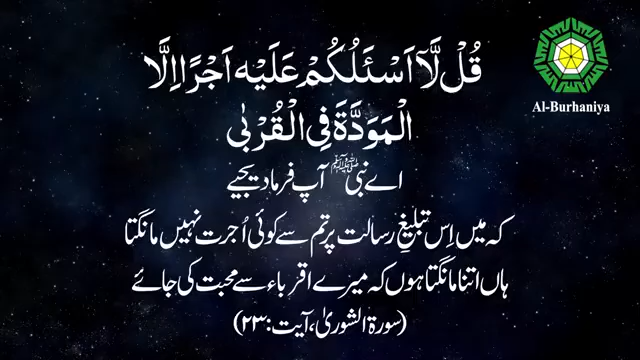 قُلْ لَّآ اَسْـَٔلُكُمْ عَلَيْهِ اَجْرًا اِلَّا
الْمَوَدَّةَ فِي الْقُرْبٰى
اے نبی ﷺ آپ فرما دیجیے
کہ میں اِس تبلیغِ رسالت پر تم سے کوئی اُجرت نہیں مانگتا
ہاں اتنا مانگتا ہوں کہ میرے اقرباء سے محبت کی جائے
(سورۃ الشوریٰ، آیت: ۲۳)
Al-Burhaniya